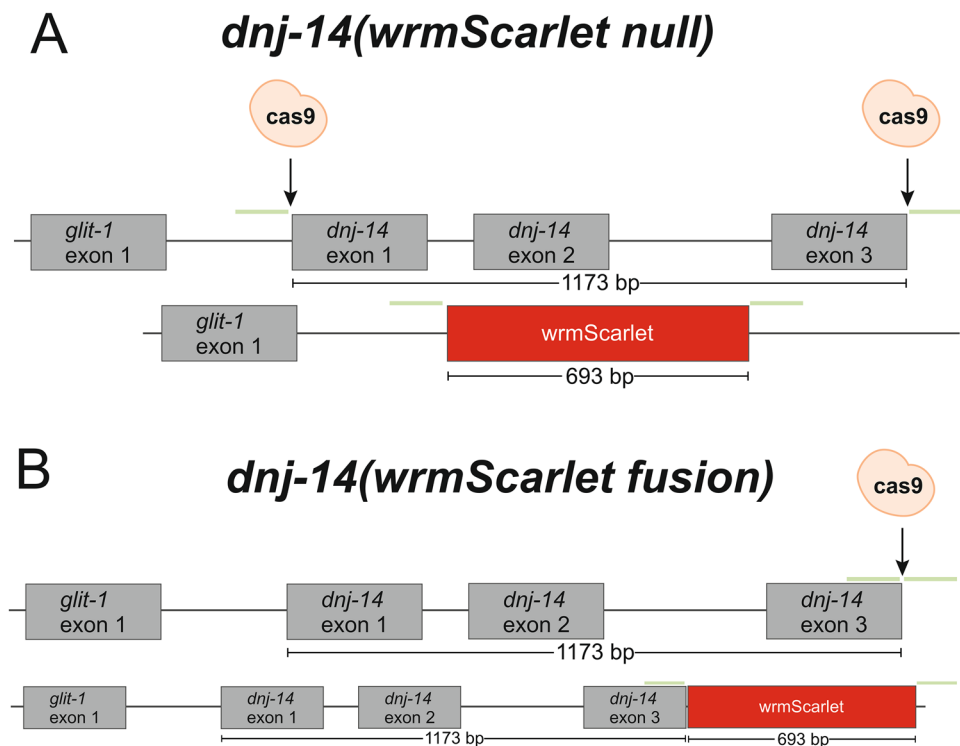 A
dnj-14(wrmScarlet null)
cas9
cas9
glit-1
exon 1
dnj-14
exon 1
dnj-14
exon 2
dnj-14
exon 3
1173 bp
glit-1
exon 1
wrmScarlet
693 bp
B
dnj-14(wrmScarlet fusion)
cas9
glit-1
exon 1
dnj-14
exon 1
dnj-14
exon 2
dnj-14
exon 3
1173 bp
glit-1
exon 1
dnj-14
exon 1
dnj-14
exon 2
dnj-14
exon 3
wrmScarlet
1173 bp
693 bp